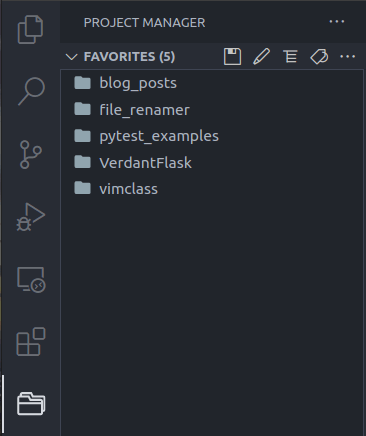 PROJECT MANAGER
FAVORITES (5)
blog_posts
file_renamer
pytest_examples
VerdantFlask
vimclass